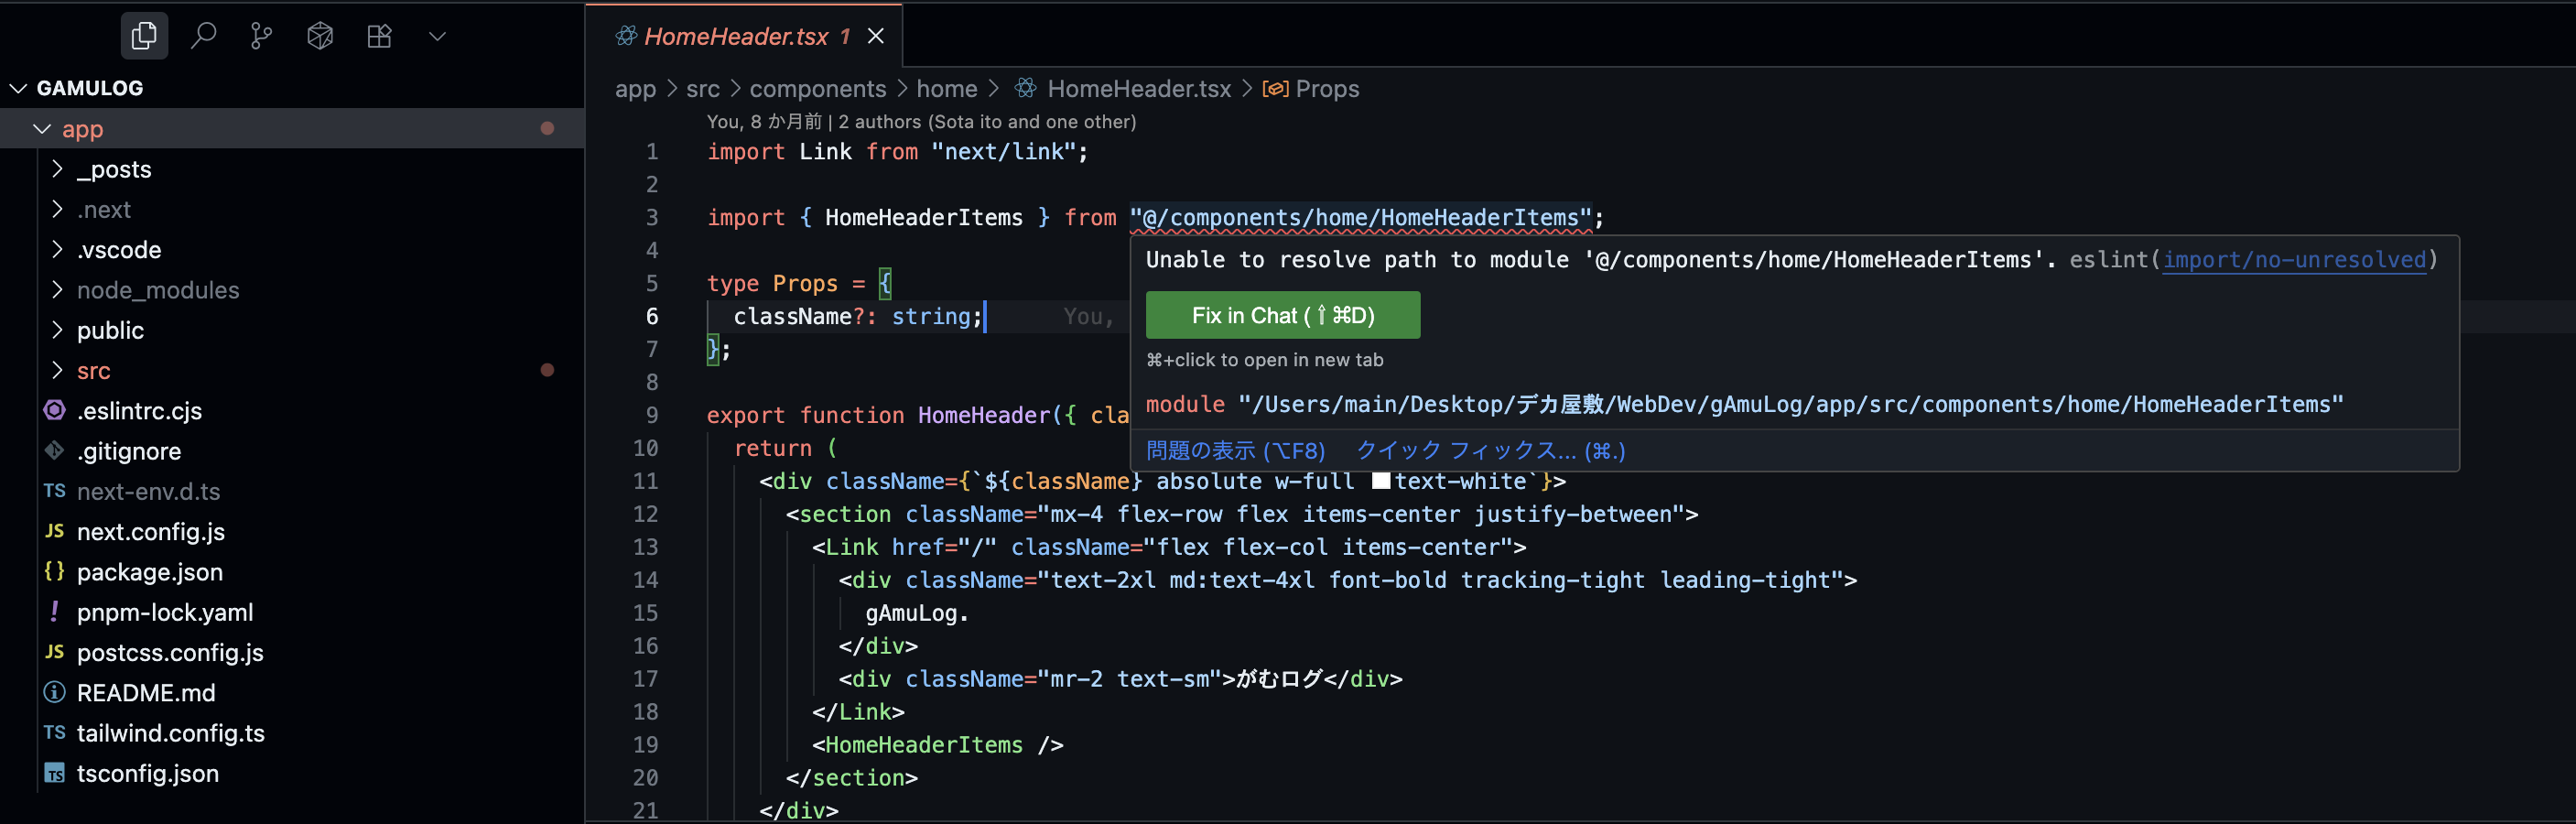 GAMULOG
app
_posts
.next
.vscode
node_modules
public
src
.eslintrc.cjs
.gitignore
TS next-env.d.ts
JS next.config.js
{} package.json
! pnpm-lock.yaml
JS postcss.config.js
README.md
TS tailwind.config.ts
TS tsconfig.json
HomeHeader.tsx 1
app > src > components > home > HomeHeader.tsx > Props
You, 8 か月前 | 2 authors (Sota ito and one other)
1 import Link from "next/link";
2
3 import { HomeHeaderItems } from "@/components/home/HomeHeaderItems";
4
5 type Props = {
6 className?: string; You,
7 };
8
9 export function HomeHeader({ cla
10 return (
11 <div className={`${className} absolute w-full text-white`}>
12 <section className="mx-4 flex-row flex items-center justify-between">
13 <Link href="/" className="flex flex-col items-center">
14 <div className="text-2xl md:text-4xl font-bold tracking-tight leading-tight">
15 gAmuLog.
16 </div>
17 <div className="mr-2 text-sm">がむログ</div>
18 </Link>
19 <HomeHeaderItems />
20 </section>
21 </div>
Unable to resolve path to module '@/components/home/HomeHeaderItems'. eslint(import/no-unresolved)
Fix in Chat (⇧⌘D)
⌘+click to open in new tab
module "/Users/main/Desktop/デカ屋敷/WebDev/gAmuLog/app/src/components/home/HomeHeaderItems"
問題の表示 (⌥F8) クイック フィックス... (⌘.)